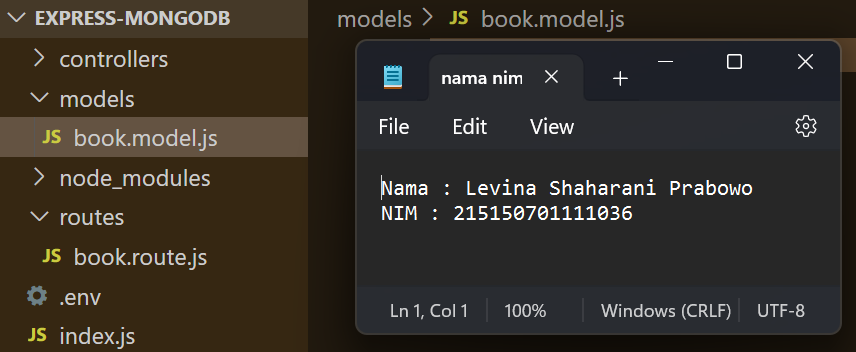 EXPRESS-MONGODB
controllers
models
JS book.model.js
node_modules
routes
JS book.route.js
.env
JS index.js
models > JS book.model.js
nama nim
File Edit View
Nama : Levina Shaharani Prabowo
NIM : 215150701111036
Ln 1, Col 1 100% Windows (CRLF) UTF-8